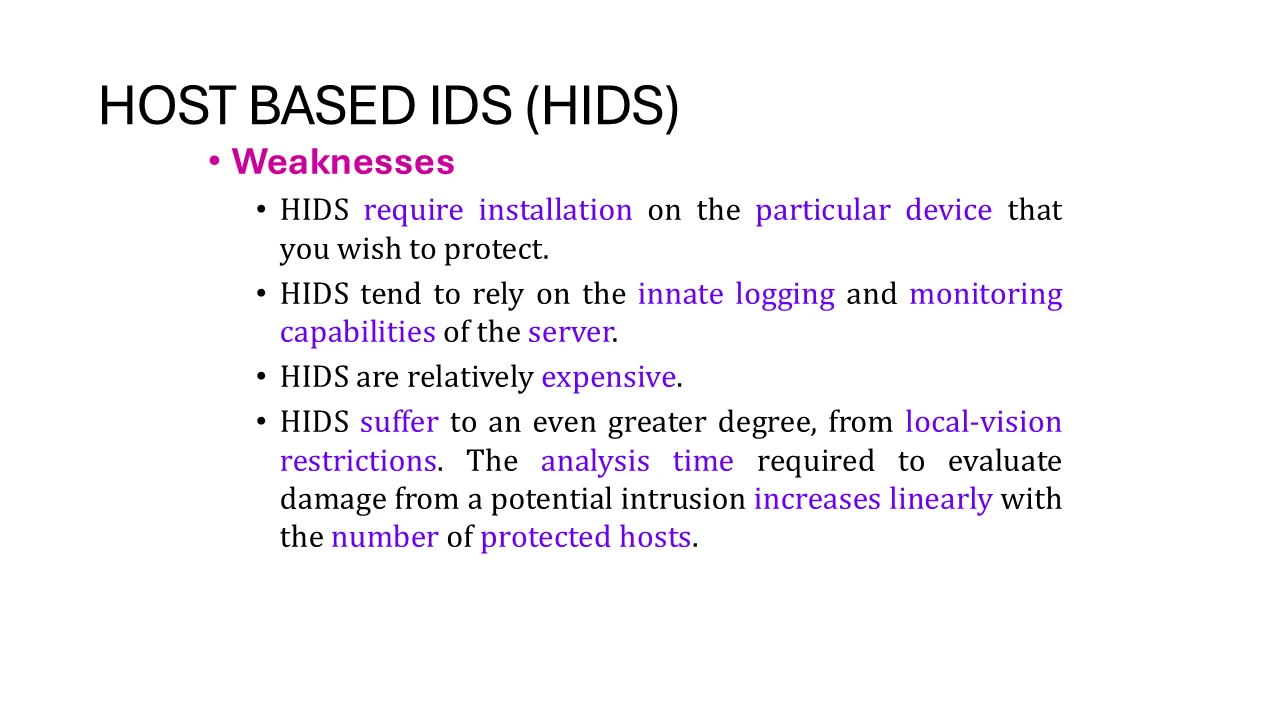 HOST BASED IDS (HIDS)
• Weaknesses
• HIDS require installation on the particular device that
you wish to protect.
• HIDS tend to rely on the innate logging and monitoring
capabilities of the server.
• HIDS are relatively expensive.
• HIDS suffer to an even greater degree, from local-vision
restrictions. The analysis time required to evaluate
damage from a potential intrusion increases linearly with
the number of protected hosts.